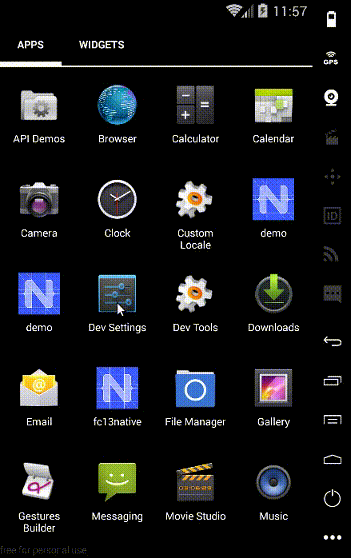 11:57
APPS WIDGETS
GPS
API Demos Browser Calculator Calendar
Camera Clock Custom Locale demo
ID
demo Dev Settings Dev Tools Downloads
Email fc13native File Manager Gallery
Gestures Builder Messaging Movie Studio Music
free for personal use